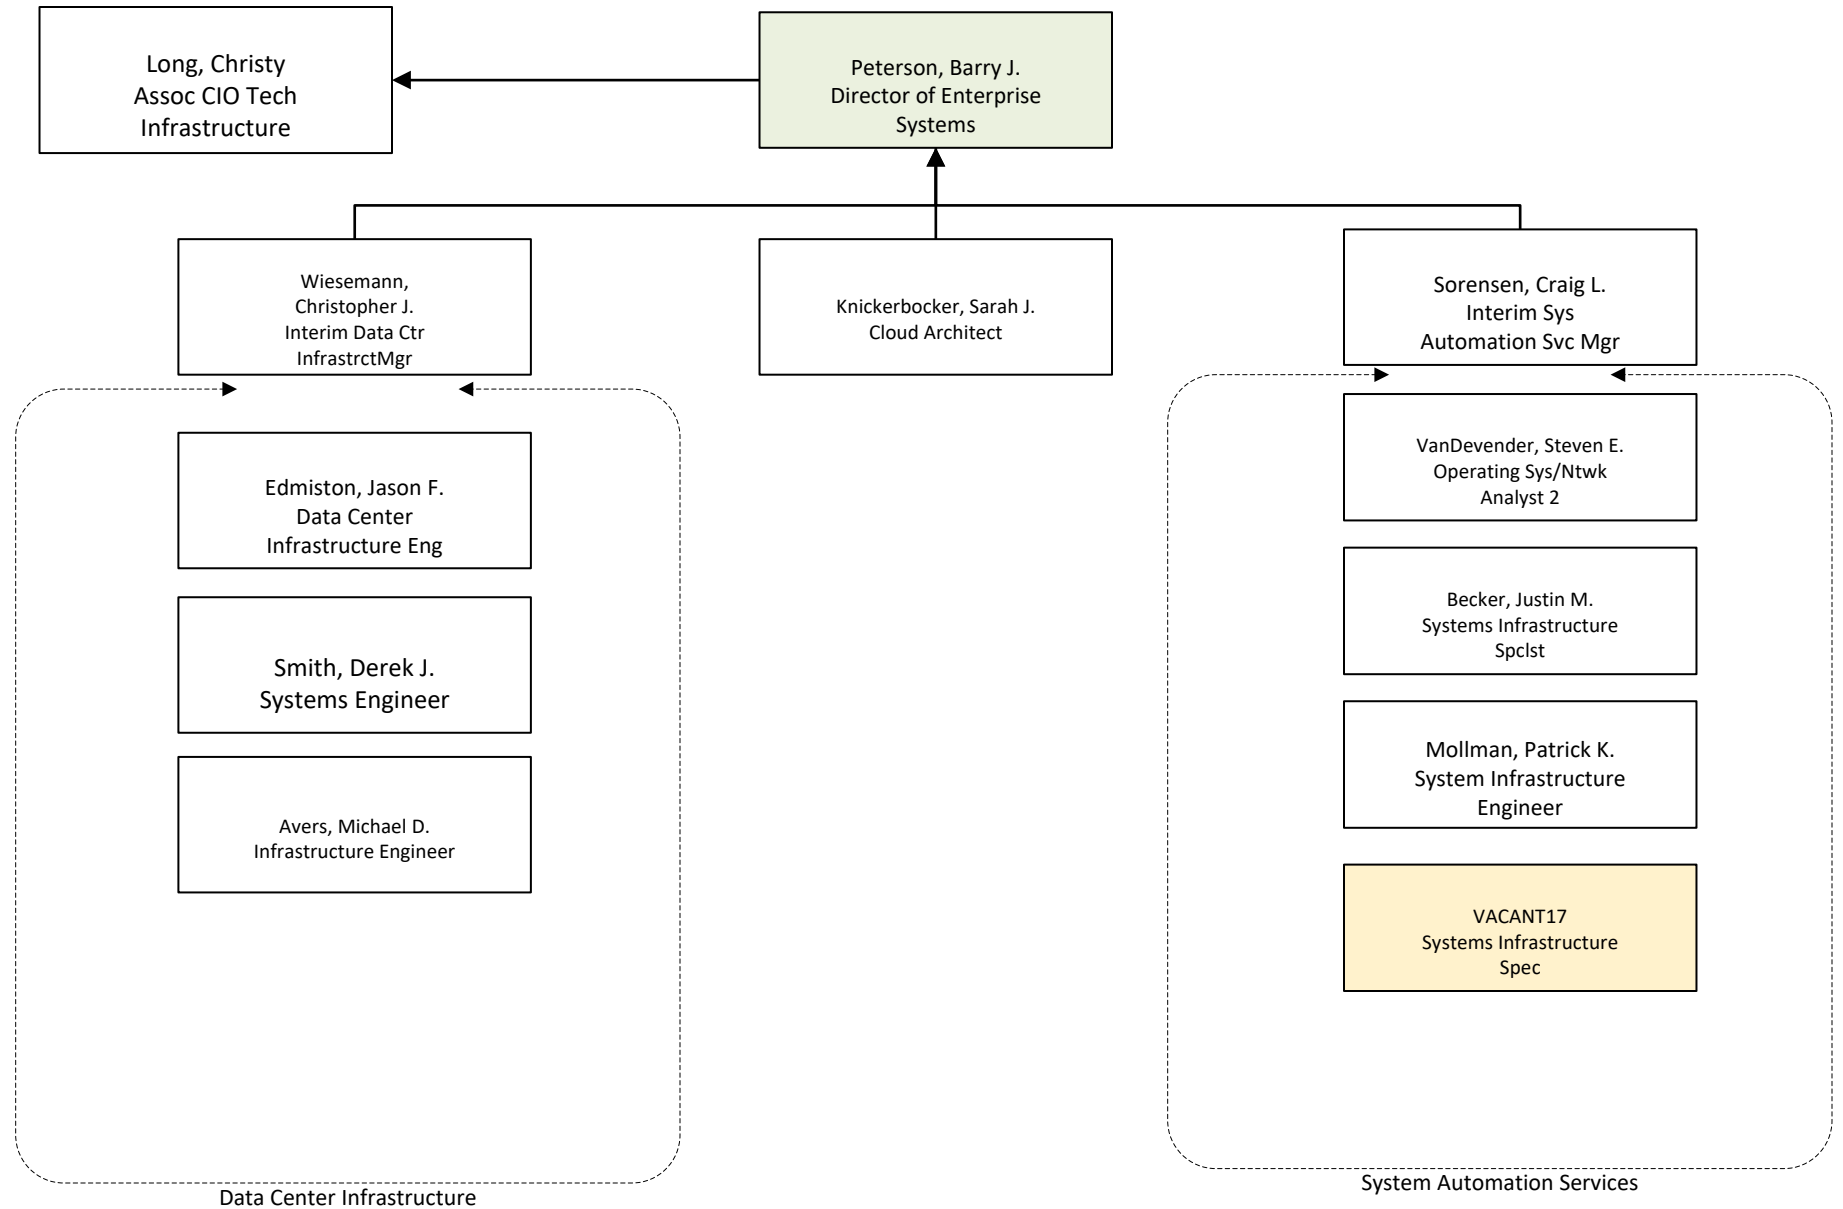 Long, Christy
Assoc CIO Tech
Infrastructure
Peterson, Barry J.
Director of Enterprise
Systems
Wiesemann,
Christopher J.
Interim Data Ctr
InfrastrctMgr
Knickerbocker, Sarah J.
Cloud Architect
Sorensen, Craig L.
Interim Sys
Automation Svc Mgr
Edmiston, Jason F.
Data Center
Infrastructure Eng
Smith, Derek J.
Systems Engineer
Avers, Michael D.
Infrastructure Engineer
Data Center Infrastructure
VanDevender, Steven E.
Operating Sys/Ntwk
Analyst 2
Becker, Justin M.
Systems Infrastructure
Spclst
Mollman, Patrick K.
System Infrastructure
Engineer
VACANT17
Systems Infrastructure
Spec
System Automation Services